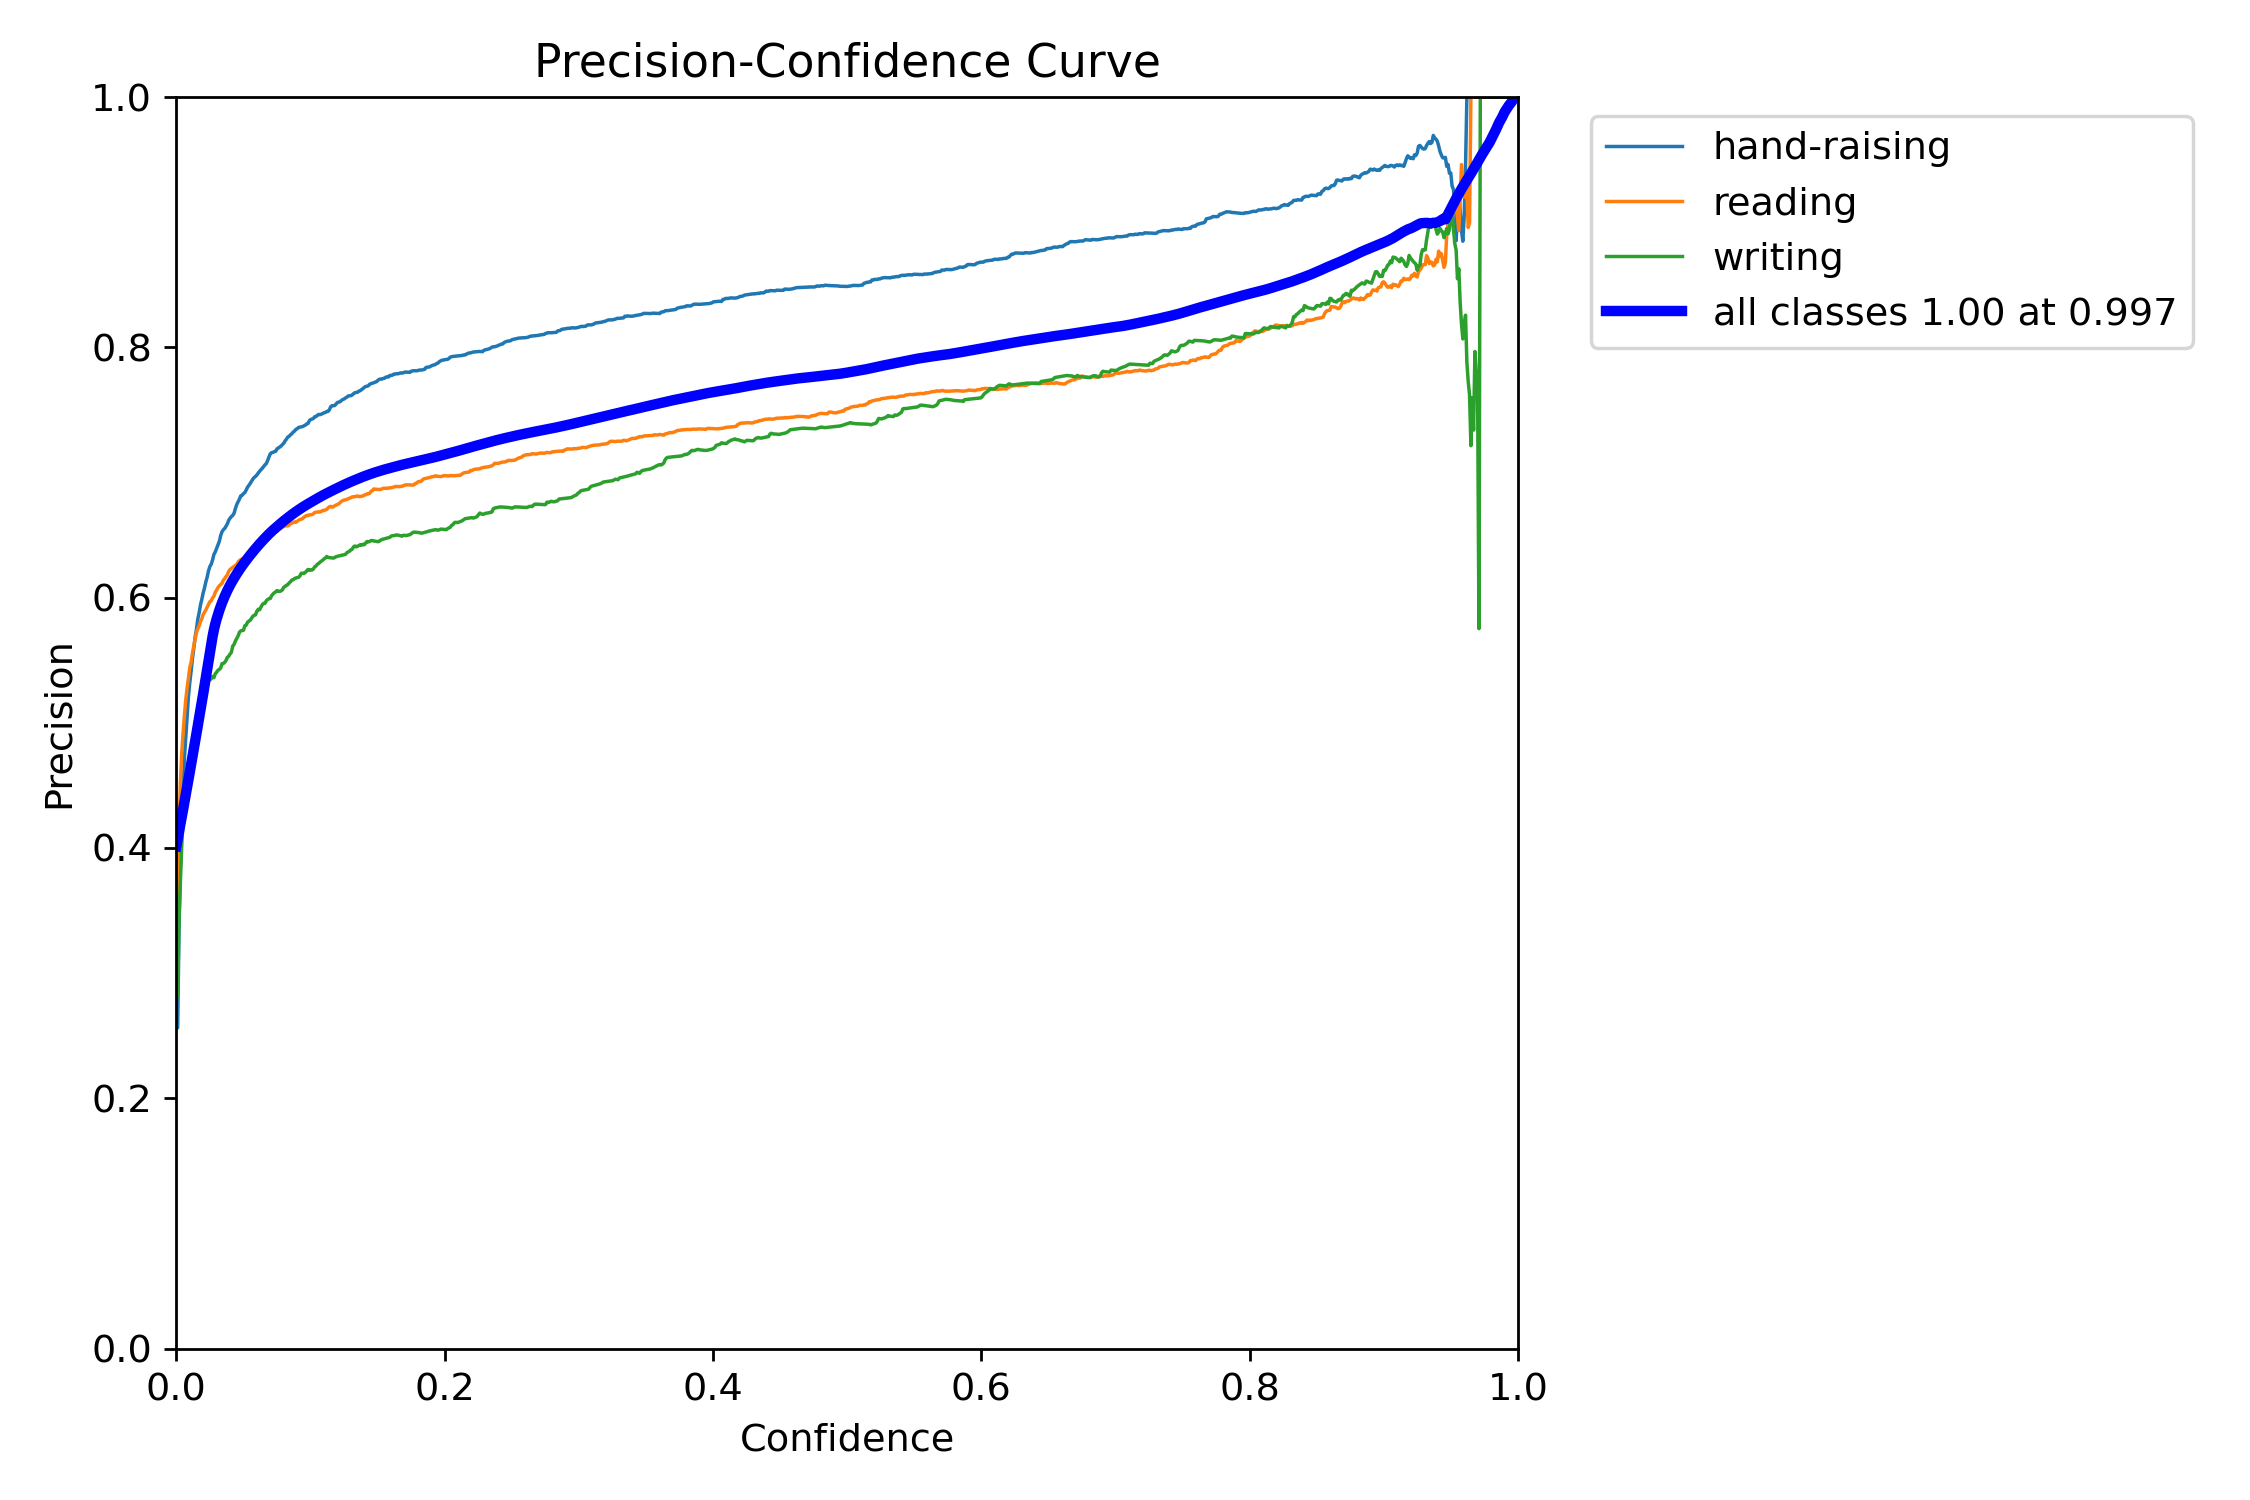 Precision-Confidence Curve
1.0
0.8
0.6
0.4
0.2
0.0
Precision
0.0 0.2 0.4 0.6 0.8 1.0
Confidence
hand-raising
reading
writing
all classes 1.00 at 0.997